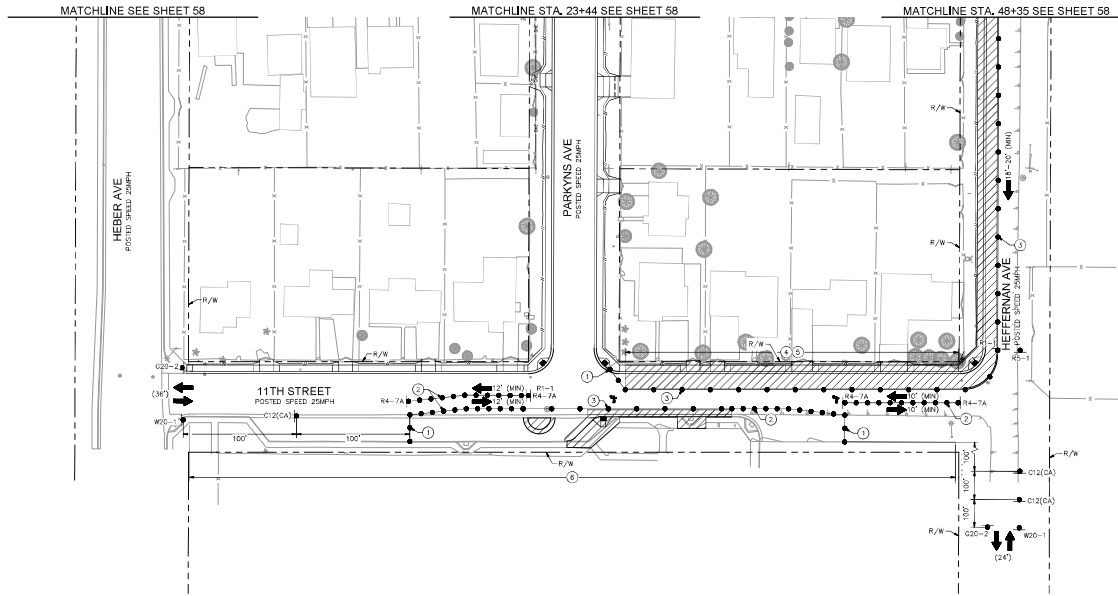 MATCHLINE SEE SHEET 58
MATCHLINE STA. 23+44 SEE SHEET 58
MATCHLINE STA. 48+35 SEE SHEET 58
R/W
18'-20' (MIN)
HEBER AVE
POSTED SPEED 25MPH
PARKYNS AVE
POSTED SPEED 25MPH
R/W
3
HEFFERNAN AVE
POSTED SPEED 25MPH
R/W
R/W
R/W
4
5
R1-1
R5-1
G20-2
1
11TH STREET
POSTED SPEED 25MPH
(36')
2
12' (MIN)
R1-1
R4-7A
R4-7A
12' (MIN)
3
3
R4-7A
10' (MIN)
R4-7A
10' (MIN)
2
2
W20-1
C12(CA)
100'
100'
1
1
R/W
R/W
100'
C12(CA)
6
100'
C12(CA)
100'
R/W
G20-2
W20-1
(24')